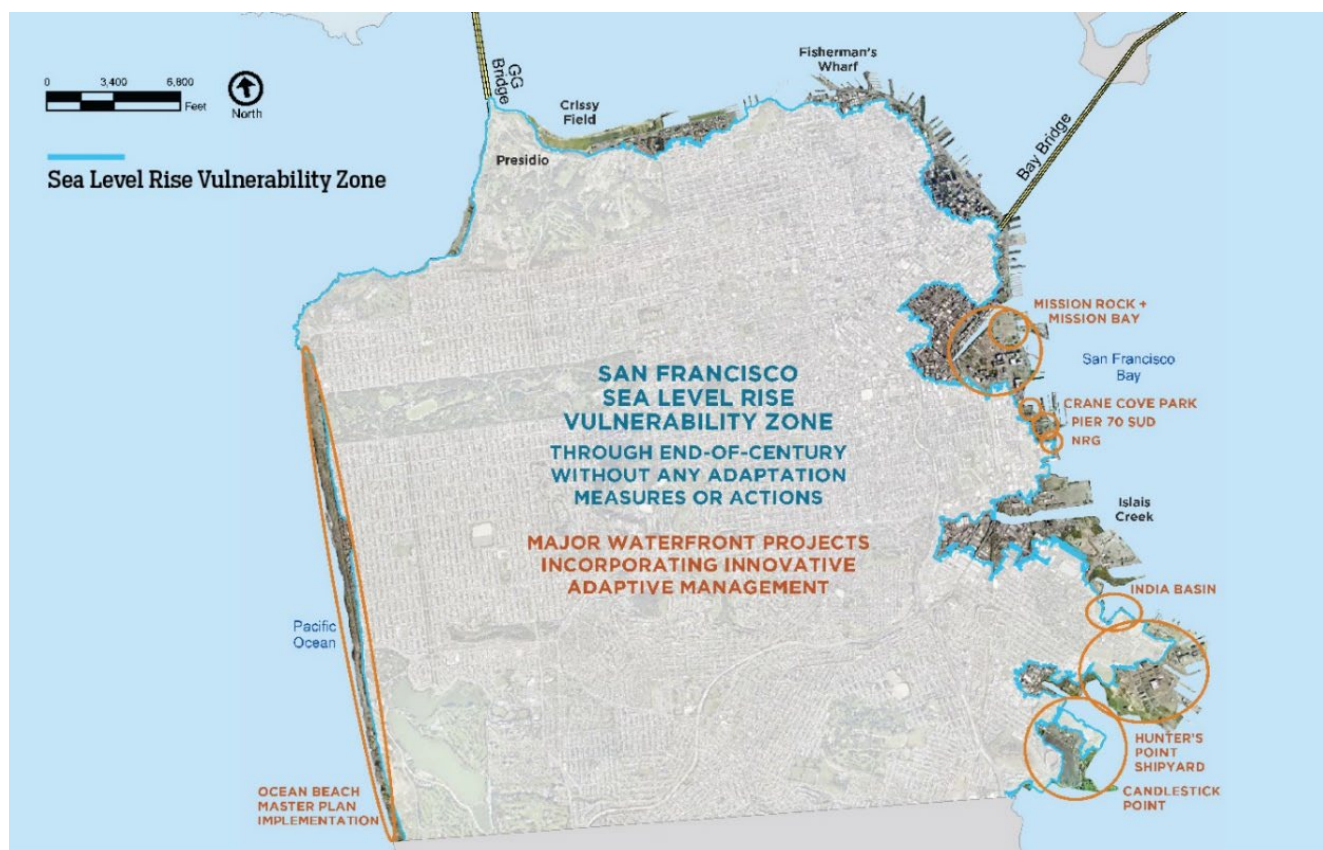 0 3,400 6,800
Feet
North
Sea Level Rise Vulnerability Zone
GG
Bridge
Crissy
Field
Presidio
Fisherman's
Wharf
Bay Bridge
MISSION ROCK +
MISSION BAY
San Francisco
Bay
CRANE COVE PARK
PIER 70 SUD
NRG
Islais
Creek
INDIA BASIN
HUNTER'S
POINT
SHIPYARD
CANDLESTICK
POINT
SAN FRANCISCO
SEA LEVEL RISE
VULNERABILITY ZONE
THROUGH END-OF-CENTURY
WITHOUT ANY ADAPTATION
MEASURES OR ACTIONS
MAJOR WATERFRONT PROJECTS
INCORPORATING INNOVATIVE
ADAPTIVE MANAGEMENT
Pacific
Ocean
OCEAN BEACH
MASTER PLAN
IMPLEMENTATION